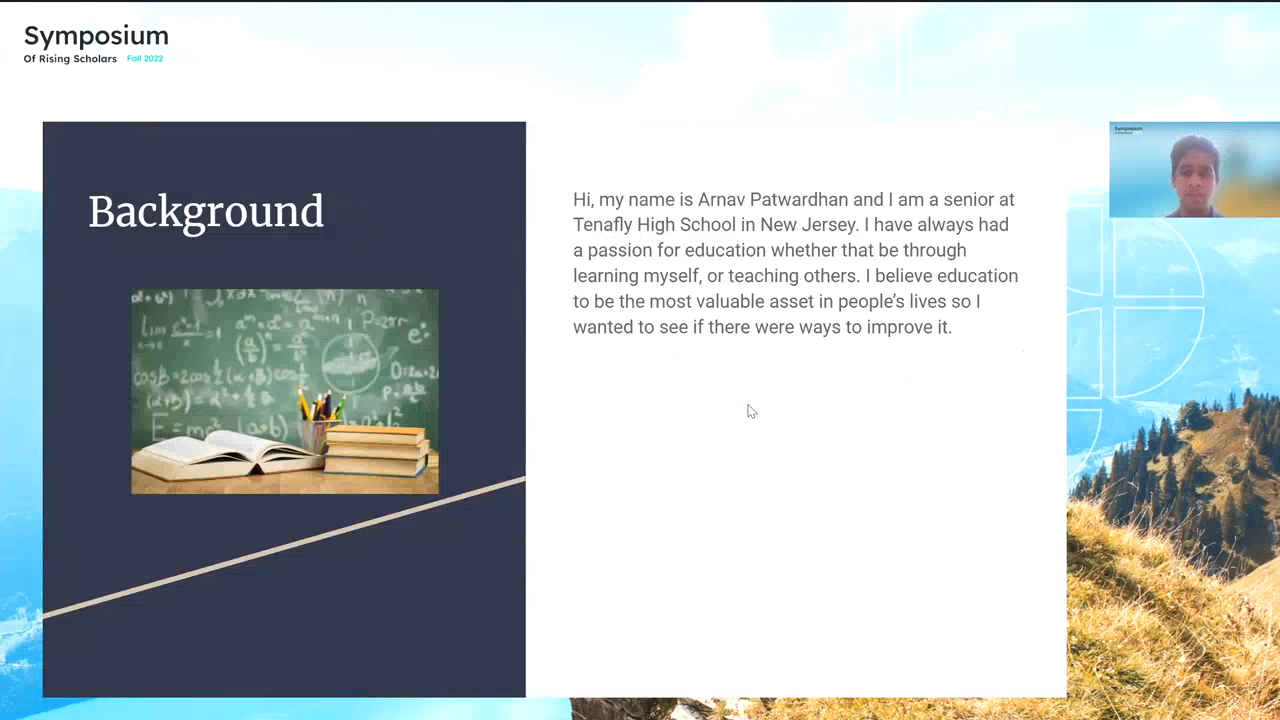 Symposium
Of Rising Scholars Fall 2022
Background
Hi, my name is Arnav Patwardhan and I am a senior at
Tenafly High School in New Jersey. I have always had
a passion for education whether that be through
learning myself, or teaching others. I believe education
to be the most valuable asset in people’s lives so I
wanted to see if there were ways to improve it.
Symposium